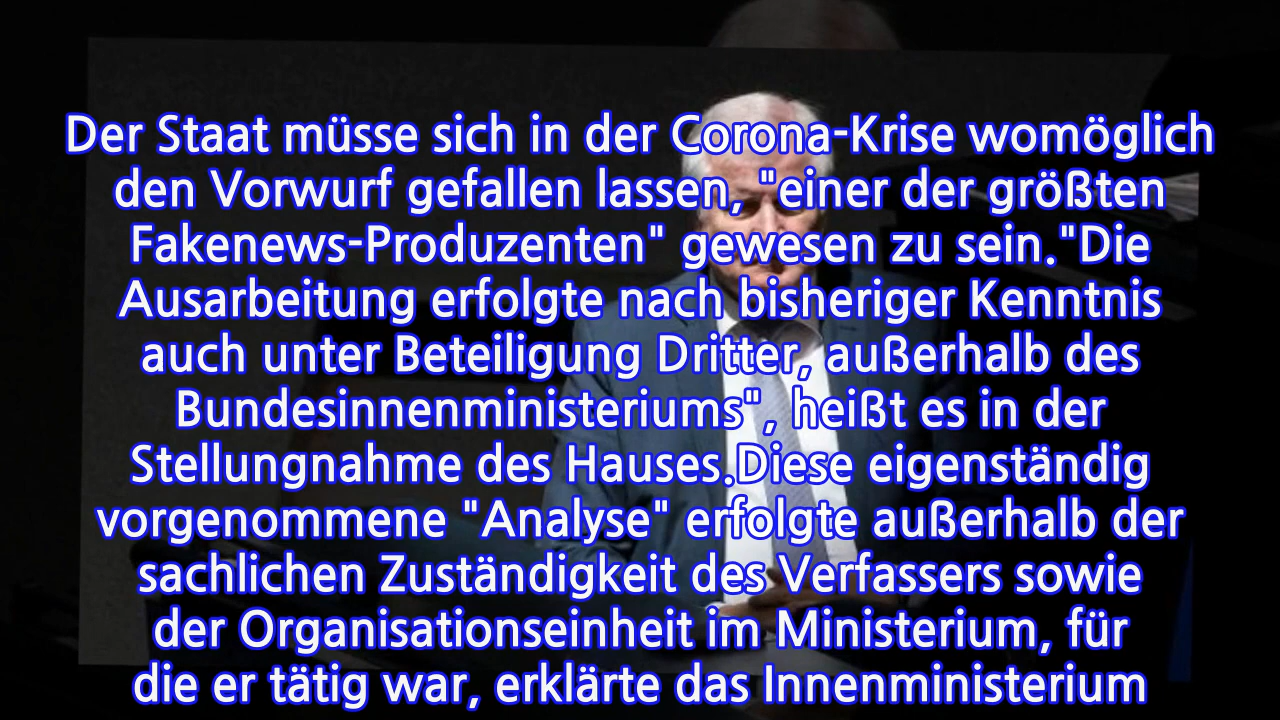 Der Staat müsse sich in der Corona-Krise womöglich
den Vorwurf gefallen lassen, "einer der größten
Fakenews-Produzenten" gewesen zu sein."Die
Ausarbeitung erfolgte nach bisheriger Kenntnis
auch unter Beteiligung Dritter, außerhalb des
Bundesinnenministeriums", heißt es in der
Stellungnahme des Hauses.Diese eigenständig
vorgenommene "Analyse" erfolgte außerhalb der
sachlichen Zuständigkeit des Verfassers sowie
der Organisationseinheit im Ministerium, für
die er tätig war, erklärte das Innenministerium